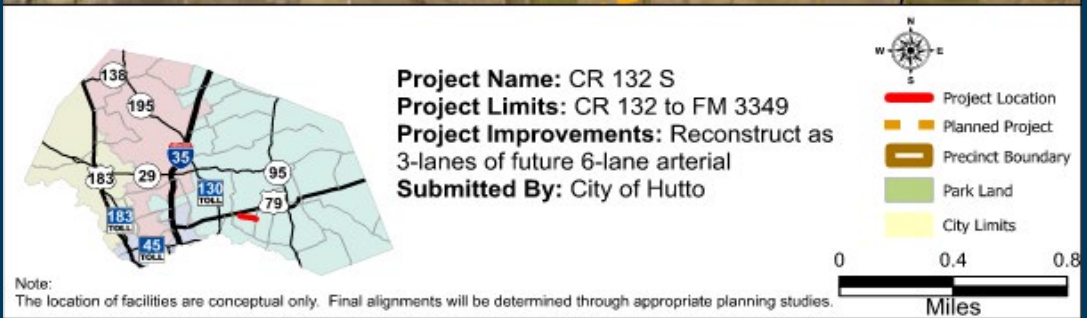 138
195
35
183
29
95
130
TOLL
79
183
TOLL
45
TOLL
Project Name: CR 132 S
Project Limits: CR 132 to FM 3349
Project Improvements: Reconstruct as
3-lanes of future 6-lane arterial
Submitted By: City of Hutto
N
W E
S
Project Location
Planned Project
Precinct Boundary
Park Land
City Limits
0 0.4 0.8
Miles
Note:
The location of facilities are conceptual only. Final alignments will be determined through appropriate planning studies.